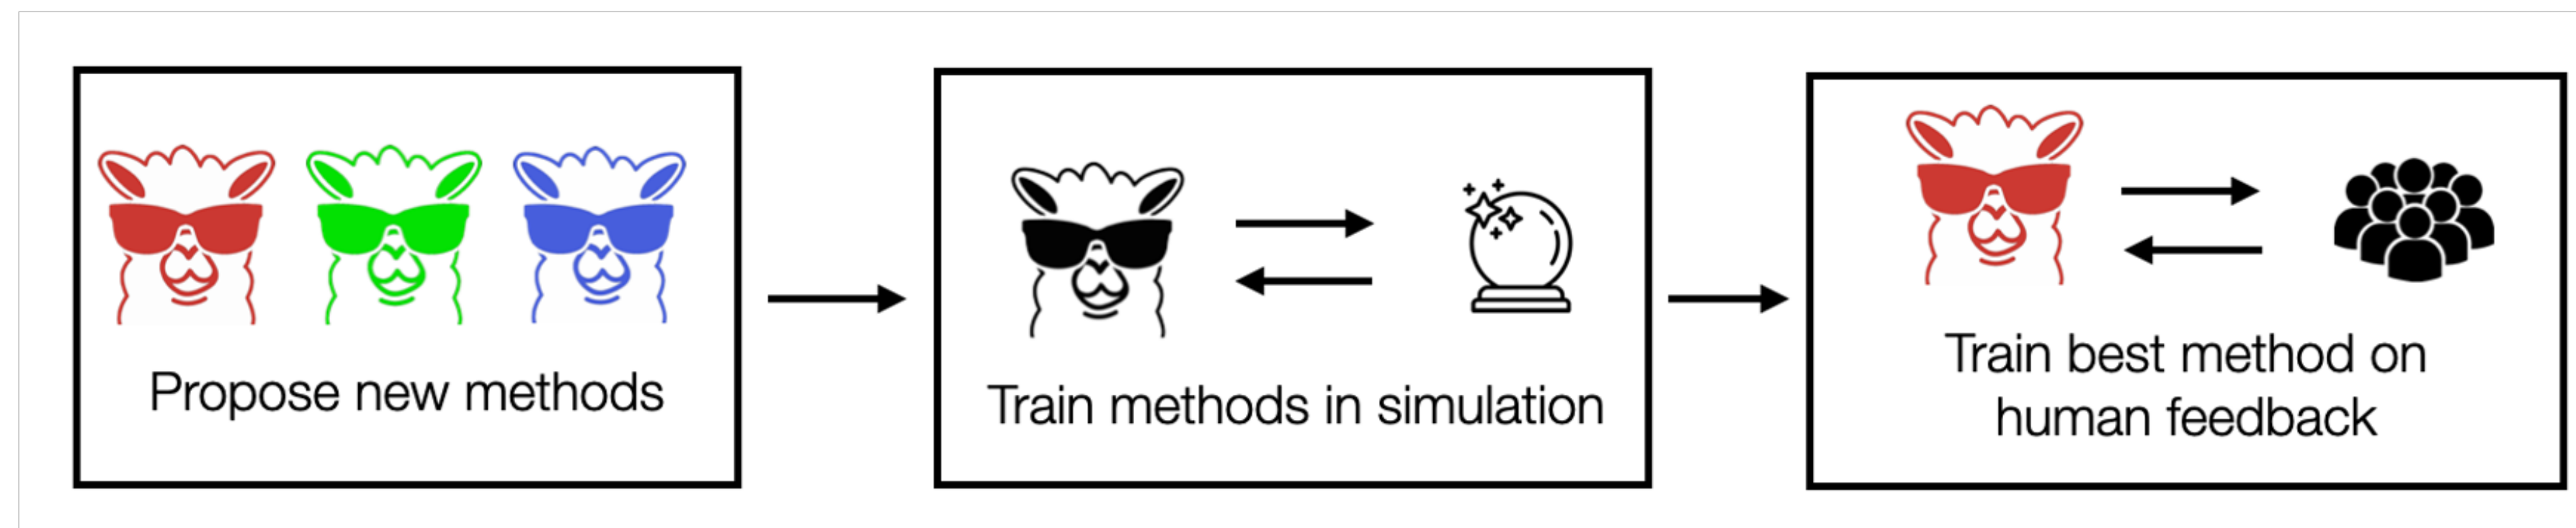 Propose new methods
Train methods in simulation
Train best method on
human feedback